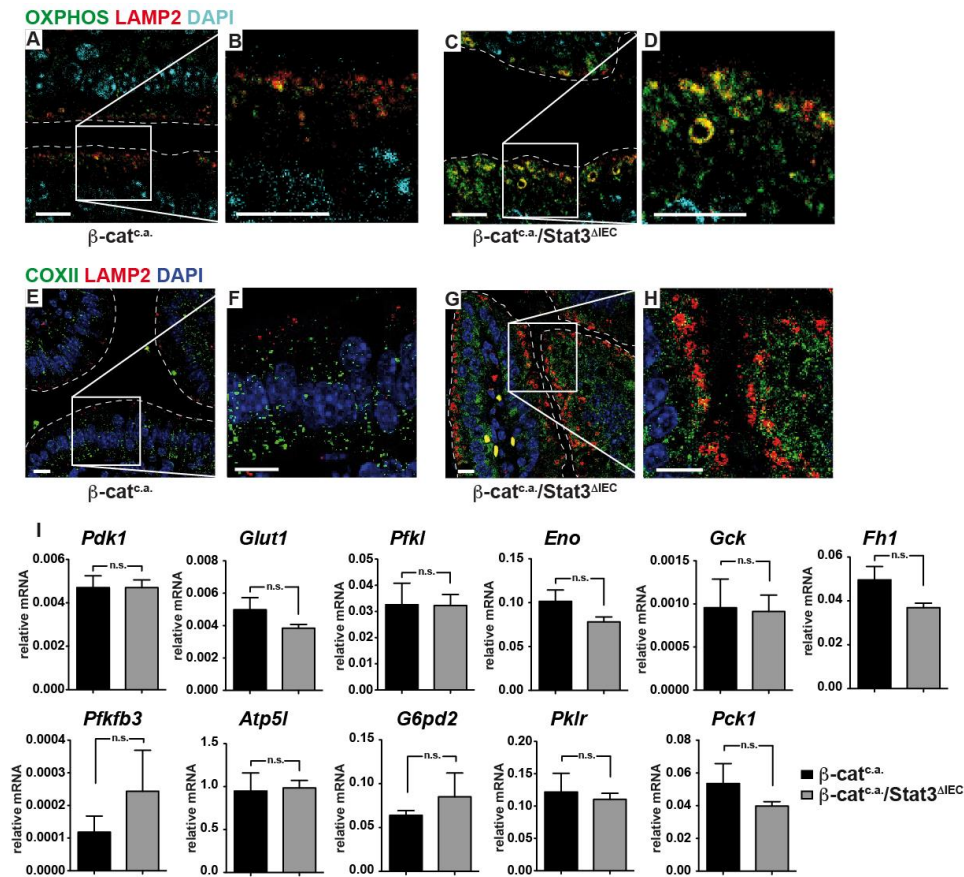 OXPHOS LAMP2 DAPI
A B C D
β-cat^c.a. β-cat^c.a./Stat3^ΔIEC
COXII LAMP2 DAPI
E F G H
β-cat^c.a. β-cat^c.a./Stat3^ΔIEC
I
Pdk1 Glut1 Pfkl Eno Gck Fh1
relative mRNA 0.006 0.004 0.002 0.000 n.s.
relative mRNA 0.008 0.006 0.004 0.002 0.000 n.s.
relative mRNA 0.05 0.04 0.03 0.02 0.01 0.00 n.s.
relative mRNA 0.15 0.10 0.05 0.00 n.s.
relative mRNA 0.0015 0.0010 0.0005 0.0000 n.s.
relative mRNA 0.06 0.04 0.02 0.00 n.s.
Pfkfb3 Atp5l G6pd2 Pklr Pck1
relative mRNA 0.0004 0.0003 0.0002 0.0001 0.0000 n.s.
relative mRNA 1.5 1.0 0.5 0.0 n.s.
relative mRNA 0.15 0.10 0.05 0.00 n.s.
relative mRNA 0.20 0.15 0.10 0.05 0.00 n.s.
relative mRNA 0.08 0.06 0.04 0.02 0.00 n.s.
β-cat^c.a.
β-cat^c.a./Stat3^ΔIEC